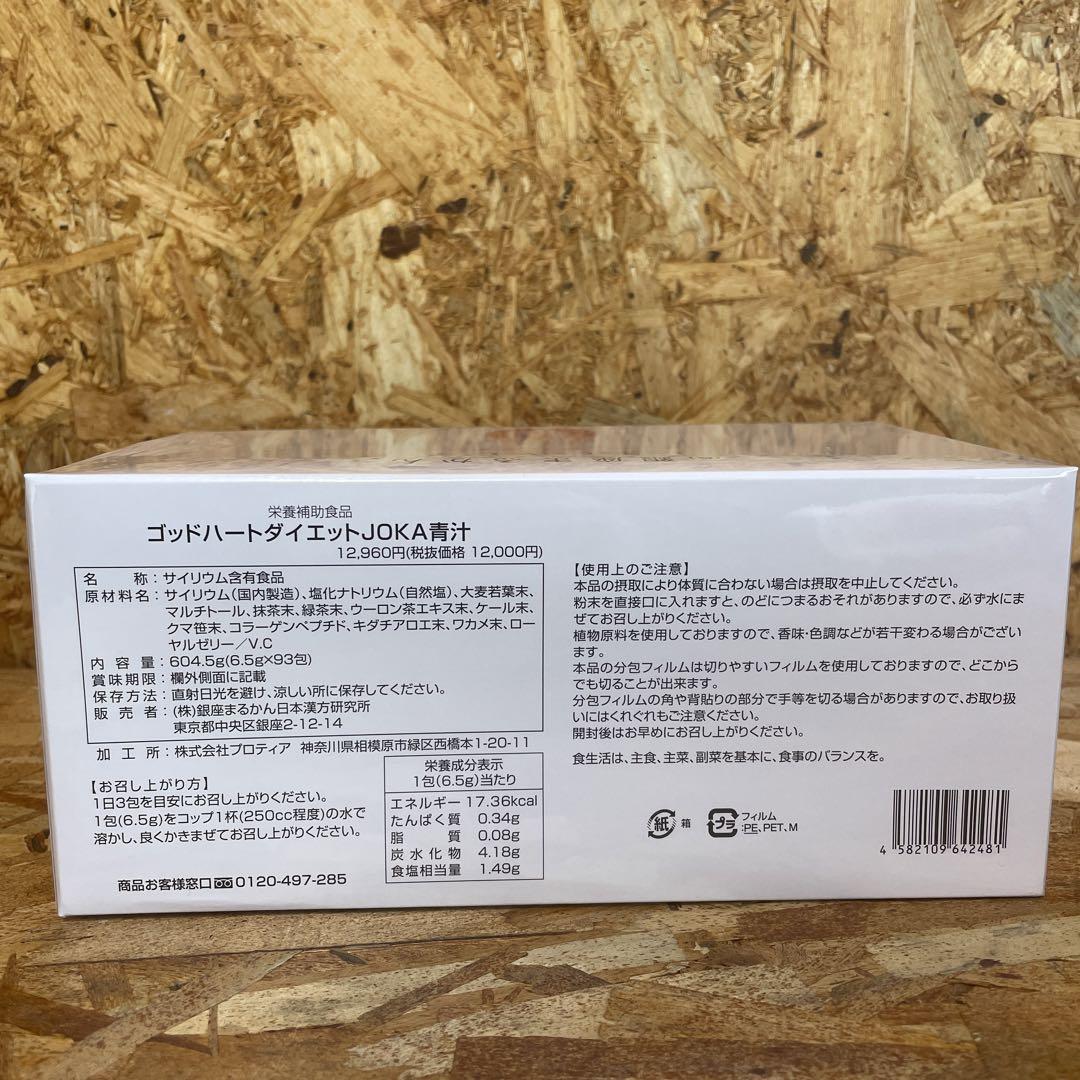 栄養補助食品
ゴッドハートダイエットJOKA青汁
12,960円(税抜価格 12,000円)
名　　称：サイリウム含有食品
原材料名：サイリウム(国内製造)、塩化ナトリウム(自然塩)、大麦若葉末、
マルチトール、抹茶末、緑茶末、ウーロン茶エキス末、ケール末、
クマ笹末、コラーゲンペプチド、キダチアロエ末、ワカメ末、ロー
ヤルゼリー／V.C
内 容 量：604.5g(6.5g×93包)
賞味期限：欄外側面に記載
保存方法：直射日光を避け、涼しい所に保存してください。
販 売 者：(株)銀座まるかん日本漢方研究所
東京都中央区銀座2-12-14
加 工 所：株式会社プロティア 神奈川県相模原市緑区西橋本1-20-11
【お召し上がり方】
1日3包を目安にお召し上がりください。
1包(6.5g)をコップ1杯(250cc程度)の水で
溶かし、良くかきまぜてお召し上がりください。
商品お客様窓口 0120-497-285
栄養成分表示
1包(6.5g)当たり
エネルギー 17.36kcal
たんぱく質 0.34g
脂　　質 0.08g
炭水化物 4.18g
食塩相当量 1.49g
【使用上のご注意】
本品の摂取により体質に合わない場合は摂取を中止してください。
粉末を直接口に入れますと、のどにつまるおそれがありますので、必ず水にま
ぜてお召し上がりください。
植物原料を使用しておりますので、香味・色調などが若干変わる場合がござい
ます。
本品の分包フィルムは切りやすいフィルムを使用しておりますので、どこから
でも切ることが出来ます。
分包フィルムの角や背貼りの部分で手等を切る場合がありますので、お取り扱
いにはくれぐれもご注意ください。
開封後はお早めにお召し上がりください。
食生活は、主食、主菜、副菜を基本に、食事のバランスを。
紙 箱
プラ フィルム
:PE、PET、M
4 582109 642481